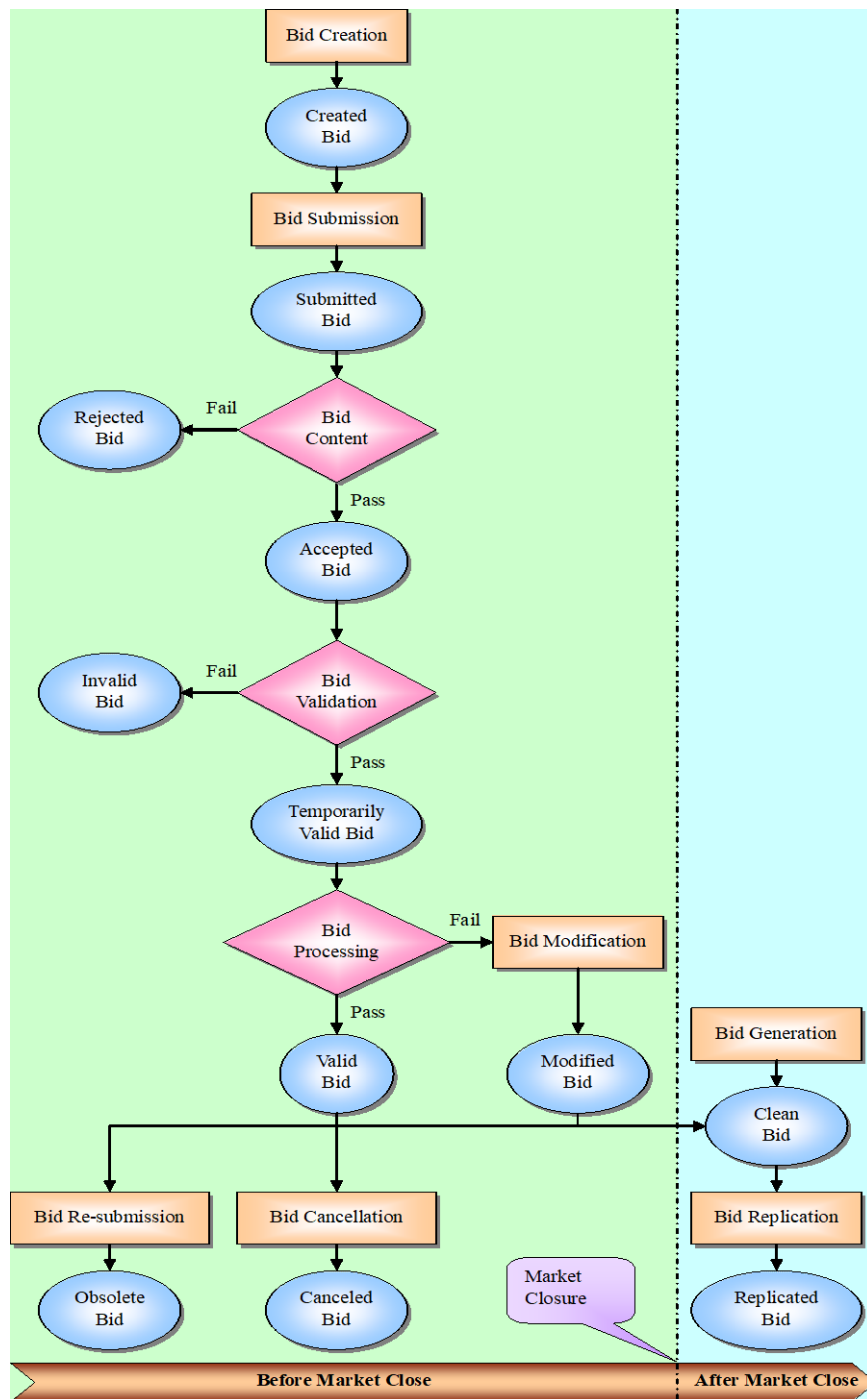 Bid Creation
Created
Bid
Bid Submission
Submitted
Bid
Fail
Rejected
Bid
Bid
Content
Pass
Accepted
Bid
Fail
Invalid
Bid
Bid
Validation
Pass
Temporarily
Valid Bid
Bid
Processing
Fail
Bid Modification
Pass
Valid
Bid
Modified
Bid
Bid Generation
Clean
Bid
Bid Re-submission
Bid Cancellation
Bid Replication
Obsolete
Bid
Canceled
Bid
Market
Closure
Replicated
Bid
Before Market Close
After Market Close